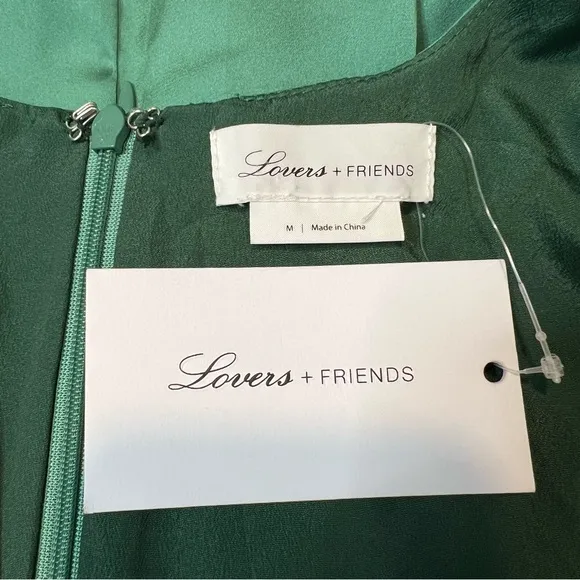 Lovers + FRIENDS
M | Made in China
Lovers + FRIENDS